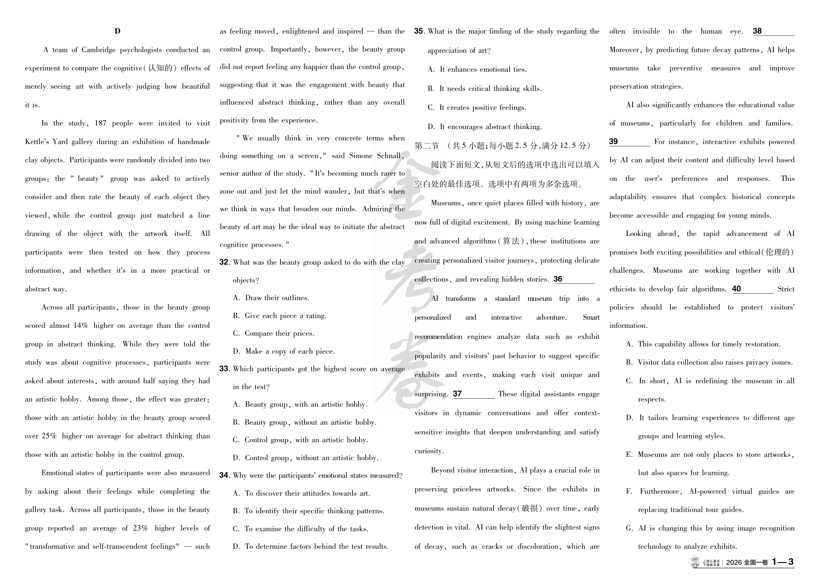 D
A team of Cambridge psychologists conducted an
experiment to compare the cognitive(认知的) effects of
merely seeing art with actively judging how beautiful
it is.
In the study, 187 people were invited to visit
Kettle's Yard gallery during an exhibition of handmade
clay objects. Participants were randomly divided into two
groups: the "beauty" group was asked to actively
consider and then rate the beauty of each object they
viewed, while the control group just matched a line
drawing of the object with the artwork itself. All
participants were then tested on how they process
information, and whether it's in a more practical or
abstract way.
Across all participants, those in the beauty group
scored almost 14% higher on average than the control
group in abstract thinking. While they were told the
study was about cognitive processes, participants were
asked about interests, with around half saying they had
an artistic hobby. Among those, the effect was greater:
those with an artistic hobby in the beauty group scored
over 25% higher on average for abstract thinking than
those with an artistic hobby in the control group.
Emotional states of participants were also measured
by asking about their feelings while completing the
gallery task. Across all participants, those in the beauty
group reported an average of 23% higher levels of
"transformative and self-transcendent feelings" — such
as feeling moved, enlightened and inspired — than the
control group. Importantly, however, the beauty group
did not report feeling any happier than the control group,
suggesting that it was the engagement with beauty that
influenced abstract thinking, rather than any overall
positivity from the experience.
"We usually think in very concrete terms when
doing something on a screen," said Simone Schnall,
senior author of the study. "It's becoming much rarer to
zone out and just let the mind wander, but that's when
we think in ways that broaden our minds. Admiring the
beauty of art may be the ideal way to initiate the abstract
cognitive processes."
32. What was the beauty group asked to do with the clay
objects?
A. Draw their outlines.
B. Give each piece a rating.
C. Compare their prices.
D. Make a copy of each piece.
33. Which participants got the highest score on average
in the test?
A. Beauty group, with an artistic hobby.
B. Beauty group, without an artistic hobby.
C. Control group, with an artistic hobby.
D. Control group, without an artistic hobby.
34. Why were the participants' emotional states measured?
A. To discover their attitudes towards art.
B. To identify their specific thinking patterns.
C. To examine the difficulty of the tasks.
D. To determine factors behind the test results.
35. What is the major finding of the study regarding the
appreciation of art?
A. It enhances emotional ties.
B. It needs critical thinking skills.
C. It creates positive feelings.
D. It encourages abstract thinking.
第二节 (共5小题;每小题2.5分,满分12.5分)
阅读下面短文,从短文后的选项中选出可以填入
空白处的最佳选项。选项中有两项为多余选项。
Museums, once quiet places filled with history, are
now full of digital excitement. By using machine learning
and advanced algorithms(算法),these institutions are
creating personalized visitor journeys, protecting delicate
collections, and revealing hidden stories. 36
AI transforms a standard museum trip into a
personalized and interactive adventure. Smart
recommendation engines analyze data such as exhibit
popularity and visitors' past behavior to suggest specific
exhibits and events, making each visit unique and
surprising. 37 These digital assistants engage
visitors in dynamic conversations and offer context-
sensitive insights that deepen understanding and satisfy
curiosity.
Beyond visitor interaction, AI plays a crucial role in
preserving priceless artworks. Since the exhibits in
museums sustain natural decay(破损) over time, early
detection is vital. AI can help identify the slightest signs
of decay, such as cracks or discoloration, which are
often invisible to the human eye. 38
Moreover, by predicting future decay patterns, AI helps
museums take preventive measures and improve
preservation strategies.
AI also significantly enhances the educational value
of museums, particularly for children and families.
39 For instance, interactive exhibits powered
by AI can adjust their content and difficulty level based
on the user's preferences and responses. This
adaptability ensures that complex historical concepts
become accessible and engaging for young minds.
Looking ahead, the rapid advancement of AI
promises both exciting possibilities and ethical(伦理的)
challenges. Museums are working together with AI
ethicists to develop fair algorithms. 40 Strict
policies should be established to protect visitors'
information.
A. This capability allows for timely restoration.
B. Visitor data collection also raises privacy issues.
C. In short, AI is redefining the museum in all
respects.
D. It tailors learning experiences to different age
groups and learning styles.
E. Museums are not only places to store artworks,
but also spaces for learning.
F. Furthermore, AI-powered virtual guides are
replacing traditional tour guides.
G. AI is changing this by using image recognition
technology to analyze exhibits.
2026 全国一卷 1—3
金考卷